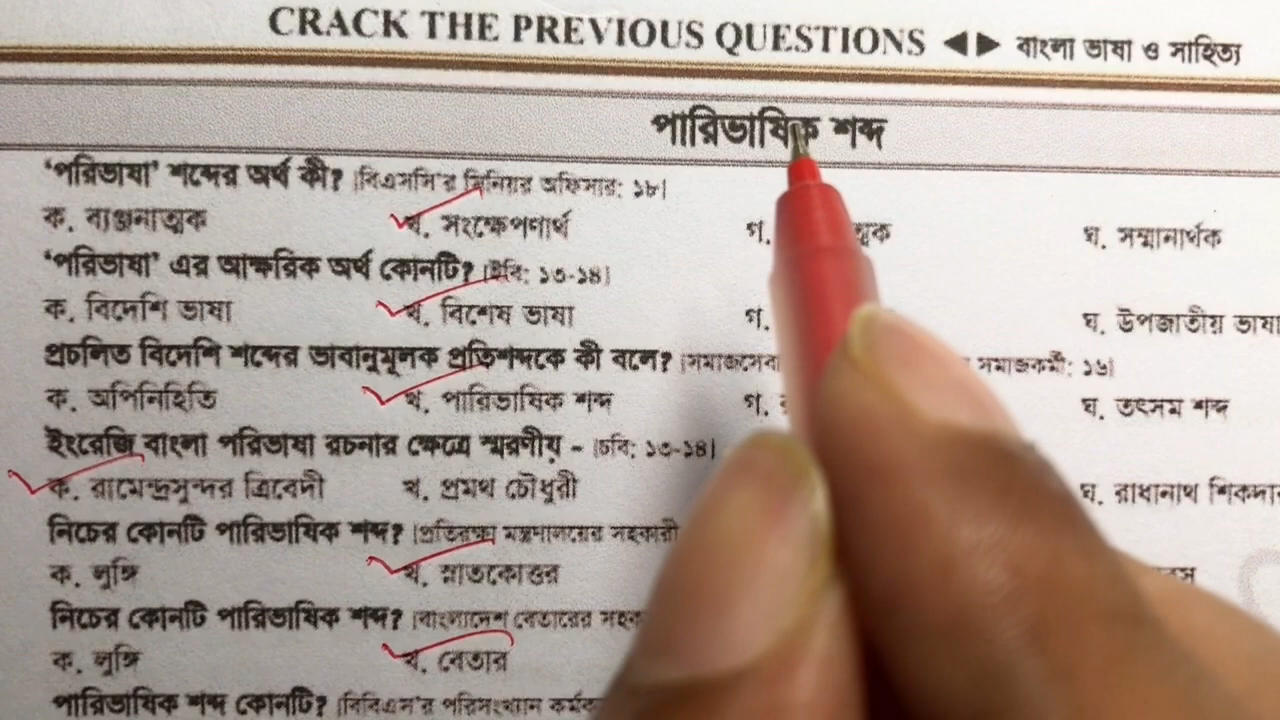 CRACK THE PREVIOUS QUESTIONS ◀▶ বাংলা ভাষা ও সাহিত্য
পারিভাষিক শব্দ
‘পরিভাষা’ শব্দের অর্থ কী? [বিএসসি'র সিনিয়র অফিসার: ১৮]
ক. ব্যঞ্জনাত্মক খ. সংক্ষেপণার্থ গ. ঘ. সম্মানার্থক
‘পরিভাষা’ এর আক্ষরিক অর্থ কোনটি? ১৩-১৪]
ক. বিদেশি ভাষা খ. বিশেষ ভাষা গ. ঘ. উপজাতীয় ভাষা
প্রচলিত বিদেশি শব্দের ভাবানুমূলক প্রতিশব্দকে কী বলে? সমাজকর্মী: ১৬]
ক. অপিনিহিতি খ. পারিভাষিক শব্দ গ. ঘ. তৎসম শব্দ
ইংরেজি বাংলা পরিভাষা রচনার ক্ষেত্রে স্মরণীয় - [চবি: ১৩-১৪]
ক. রামেন্দ্রসুন্দর ত্রিবেদী খ. প্রমথ চৌধুরী ঘ. রাধানাথ শিকদার
নিচের কোনটি পারিভাষিক শব্দ? [প্রতিরক্ষা মন্ত্রণালয়ের সহকারী
ক. লুঙ্গি খ. স্নাতকোত্তর
নিচের কোনটি পারিভাষিক শব্দ? [বাংলাদেশ বেতারের
ক. লুঙ্গি খ. বেতার
পারিভাষিক শব্দ কোনটি? [বিবিএস'র পরিসংখ্যান